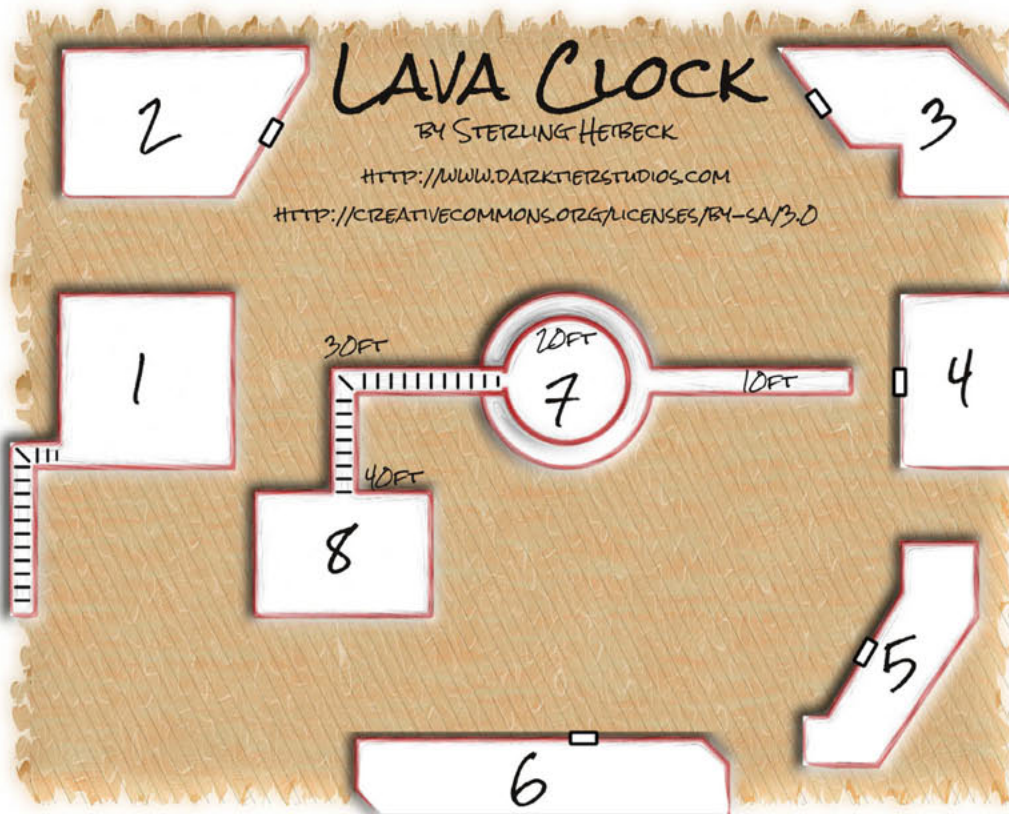 LAVA CLOCK
BY STERLING HEIBECK
HTTP://WWW.DARKTIERSTUDIOS.COM
HTTP://CREATIVECOMMONS.ORG/LICENSES/BY-SA/3.0
2
3
1
30FT
20FT
7
10FT
4
40FT
8
5
6